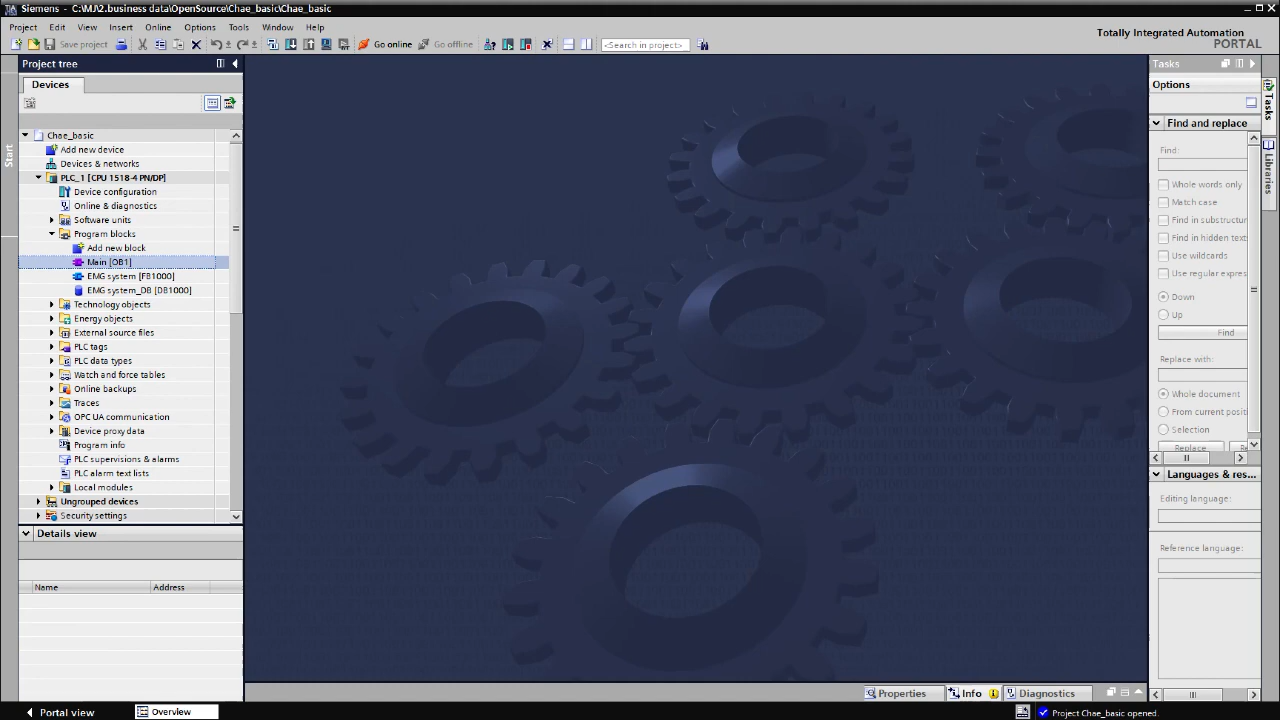 Siemens - C:\MJ\2.business data\OpenSource\Chae_basic\Chae_basic
Project Edit View Insert Online Options Tools Window Help
Totally Integrated Automation
PORTAL
Save project
Go online
Go offline
<Search in project>
Project tree
Devices
Start
Chae_basic
Add new device
Devices & networks
PLC_1 [CPU 1518-4 PN/DP]
Device configuration
Online & diagnostics
Software units
Program blocks
Add new block
Main [OB1]
EMG system [FB1000]
EMG system_DB [DB1000]
Technology objects
Energy objects
External source files
PLC tags
PLC data types
Watch and force tables
Online backups
Traces
OPC UA communication
Device proxy data
Program info
PLC supervisions & alarms
PLC alarm text lists
Local modules
Ungrouped devices
Security settings
Details view
Name Address
Tasks
Options
Find and replace
Find:
Whole words only
Match case
Find in substructur
Find in hidden text
Use wildcards
Use regular expres
Down
Up
Find
Replace with:
Whole document
From current positi
Selection
Replace Re
Languages & res...
Editing language:
Reference language:
Tasks
Libraries
Properties Info Diagnostics
Portal view Overview Project Chae_basic opened.